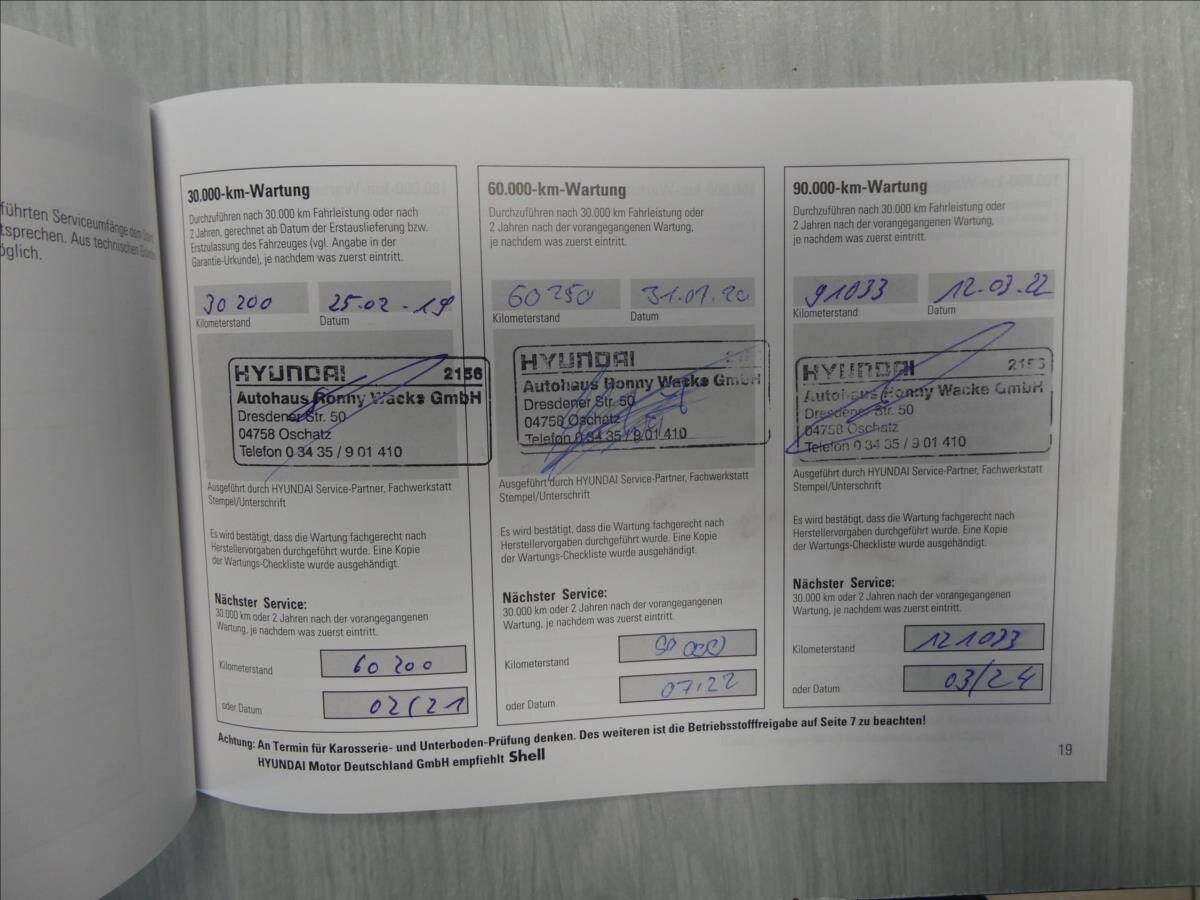 führten Serviceumfänge dem
tsprechen. Aus technischen
öglich.
30.000-km-Wartung
Durchzuführen nach 30.000 km Fahrleistung oder nach
2 Jahren, gerechnet ab Datum der Erstauslieferung bzw.
Erstzulassung des Fahrzeuges (vgl. Angabe in der
Garantie-Urkunde), je nachdem was zuerst eintritt.
30 200
25.02.-19
Kilometerstand
Datum
HYUNDAI 2156
Autohaus Ronny Wacke GmbH
Dresdener Str. 50
04758 Oschatz
Telefon 0 34 35 / 9 01 410
Ausgeführt durch HYUNDAI Service-Partner, Fachwerkstatt
Stempel/Unterschrift
Es wird bestätigt, dass die Wartung fachgerecht nach
Herstellervorgaben durchgeführt wurde. Eine Kopie
der Wartungs-Checkliste wurde ausgehändigt.
Nächster Service:
30.000 km oder 2 Jahren nach der vorangegangenen
Wartung, je nachdem was zuerst eintritt.
Kilometerstand
60 200
oder Datum
02/21
60.000-km-Wartung
Durchzuführen nach 30.000 km Fahrleistung oder
2 Jahren nach der vorangegangenen Wartung,
je nachdem was zuerst eintritt.
60 250
31.07.20
Kilometerstand
Datum
HYUNDAI
Autohaus Ronny Wacke GmbH
Dresdener Str. 50
04758 Oschatz
Telefon 0 34 35 / 9 01 410
Ausgeführt durch HYUNDAI Service-Partner, Fachwerkstatt
Stempel/Unterschrift
Es wird bestätigt, dass die Wartung fachgerecht nach
Herstellervorgaben durchgeführt wurde. Eine Kopie
der Wartungs-Checkliste wurde ausgehändigt.
Nächster Service:
30.000 km oder 2 Jahren nach der vorangegangenen
Wartung, je nachdem was zuerst eintritt.
Kilometerstand
90 000
oder Datum
07.22
90.000-km-Wartung
Durchzuführen nach 30.000 km Fahrleistung oder
2 Jahren nach der vorangegangenen Wartung,
je nachdem was zuerst eintritt.
91033
12.03.22
Kilometerstand
Datum
HYUNDAI 2156
Autohaus Ronny Wacke GmbH
Dresdener Str. 50
04758 Oschatz
Telefon 0 34 35 / 9 01 410
Ausgeführt durch HYUNDAI Service-Partner, Fachwerkstatt
Stempel/Unterschrift
Es wird bestätigt, dass die Wartung fachgerecht nach
Herstellervorgaben durchgeführt wurde. Eine Kopie
der Wartungs-Checkliste wurde ausgehändigt.
Nächster Service:
30.000 km oder 2 Jahren nach der vorangegangenen
Wartung, je nachdem was zuerst eintritt.
Kilometerstand
121033
oder Datum
03/24
Achtung: An Termin für Karosserie- und Unterboden-Prüfung denken. Des weiteren ist die Betriebsstofffreigabe auf Seite 7 zu beachten!
HYUNDAI Motor Deutschland GmbH empfiehlt Shell
19